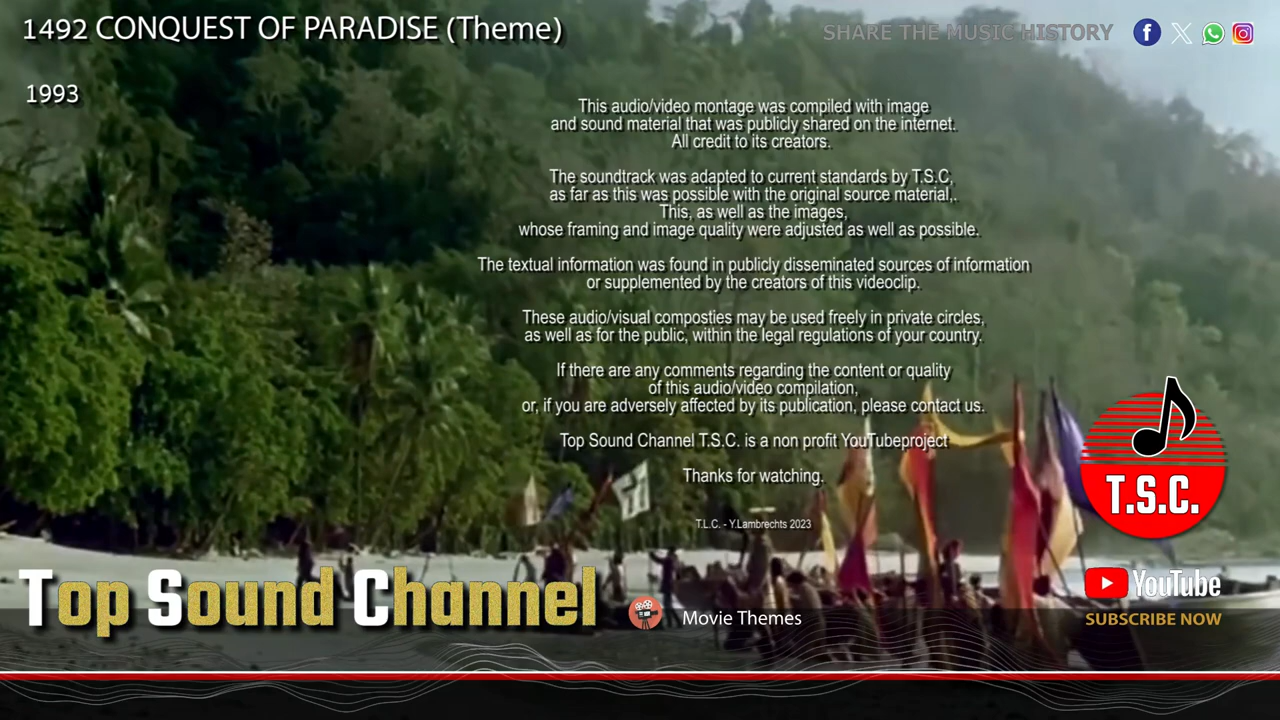 1492 CONQUEST OF PARADISE (Theme)
SHARE THE MUSIC HISTORY
1993
This audio/video montage was compiled with image
and sound material that was publicly shared on the internet.
All credit to its creators.
The soundtrack was adapted to current standards by T.S.C,
as far as this was possible with the original source material,.
This, as well as the images,
whose framing and image quality were adjusted as well as possible.
The textual information was found in publicly disseminated sources of information
or supplemented by the creators of this videoclip.
These audio/visual composties may be used freely in private circles,
as well as for the public, within the legal regulations of your country.
If there are any comments regarding the content or quality
of this audio/video compilation,
or, if you are adversely affected by its publication, please contact us.
Top Sound Channel T.S.C. is a non profit YouTubeproject
Thanks for watching.
T.L.C. - Y.Lambrechts 2023
T.S.C.
Top Sound Channel
Movie Themes
YouTube
SUBSCRIBE NOW